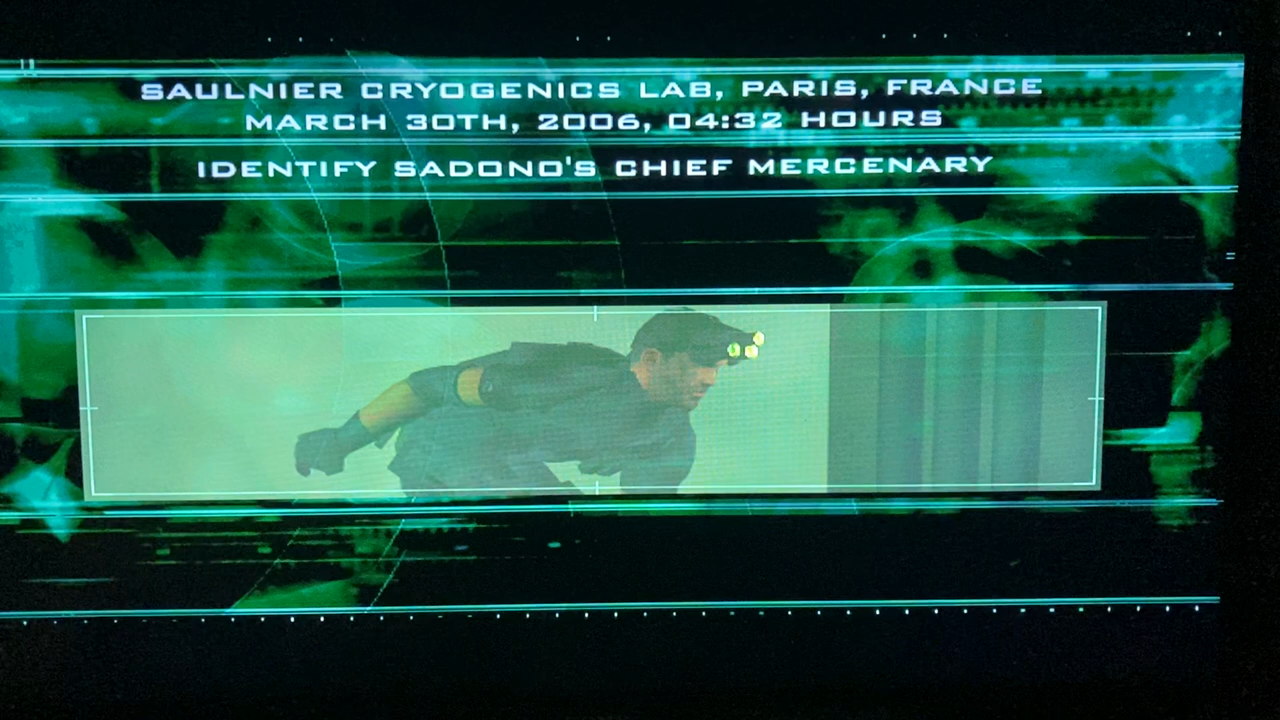 SAULNIER CRYOGENICS LAB, PARIS, FRANCE
MARCH 30TH, 2006, 04:32 HOURS
IDENTIFY SADONO'S CHIEF MERCENARY